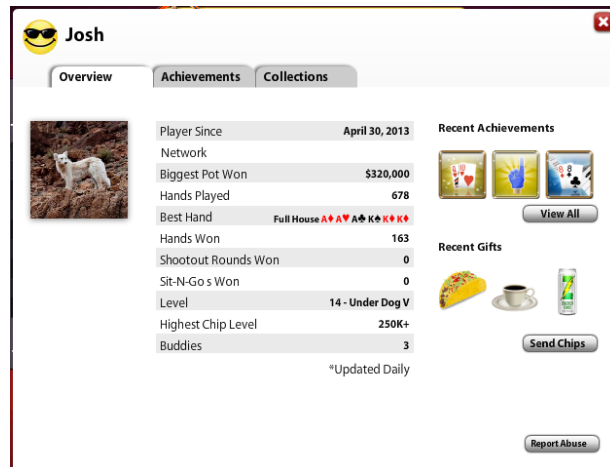 Josh
Overview
Achievements
Collections
Player Since April 30, 2013
Network
Biggest Pot Won $320,000
Hands Played 678
Best Hand Full House A♦ A♥ A♣ K♠ K♦ K♦
Hands Won 163
Shootout Rounds Won 0
Sit-N-Go s Won 0
Level 14 - Under Dog V
Highest Chip Level 250K+
Buddies 3
*Updated Daily
Recent Achievements
View All
Recent Gifts
Z
Send Chips
Report Abuse